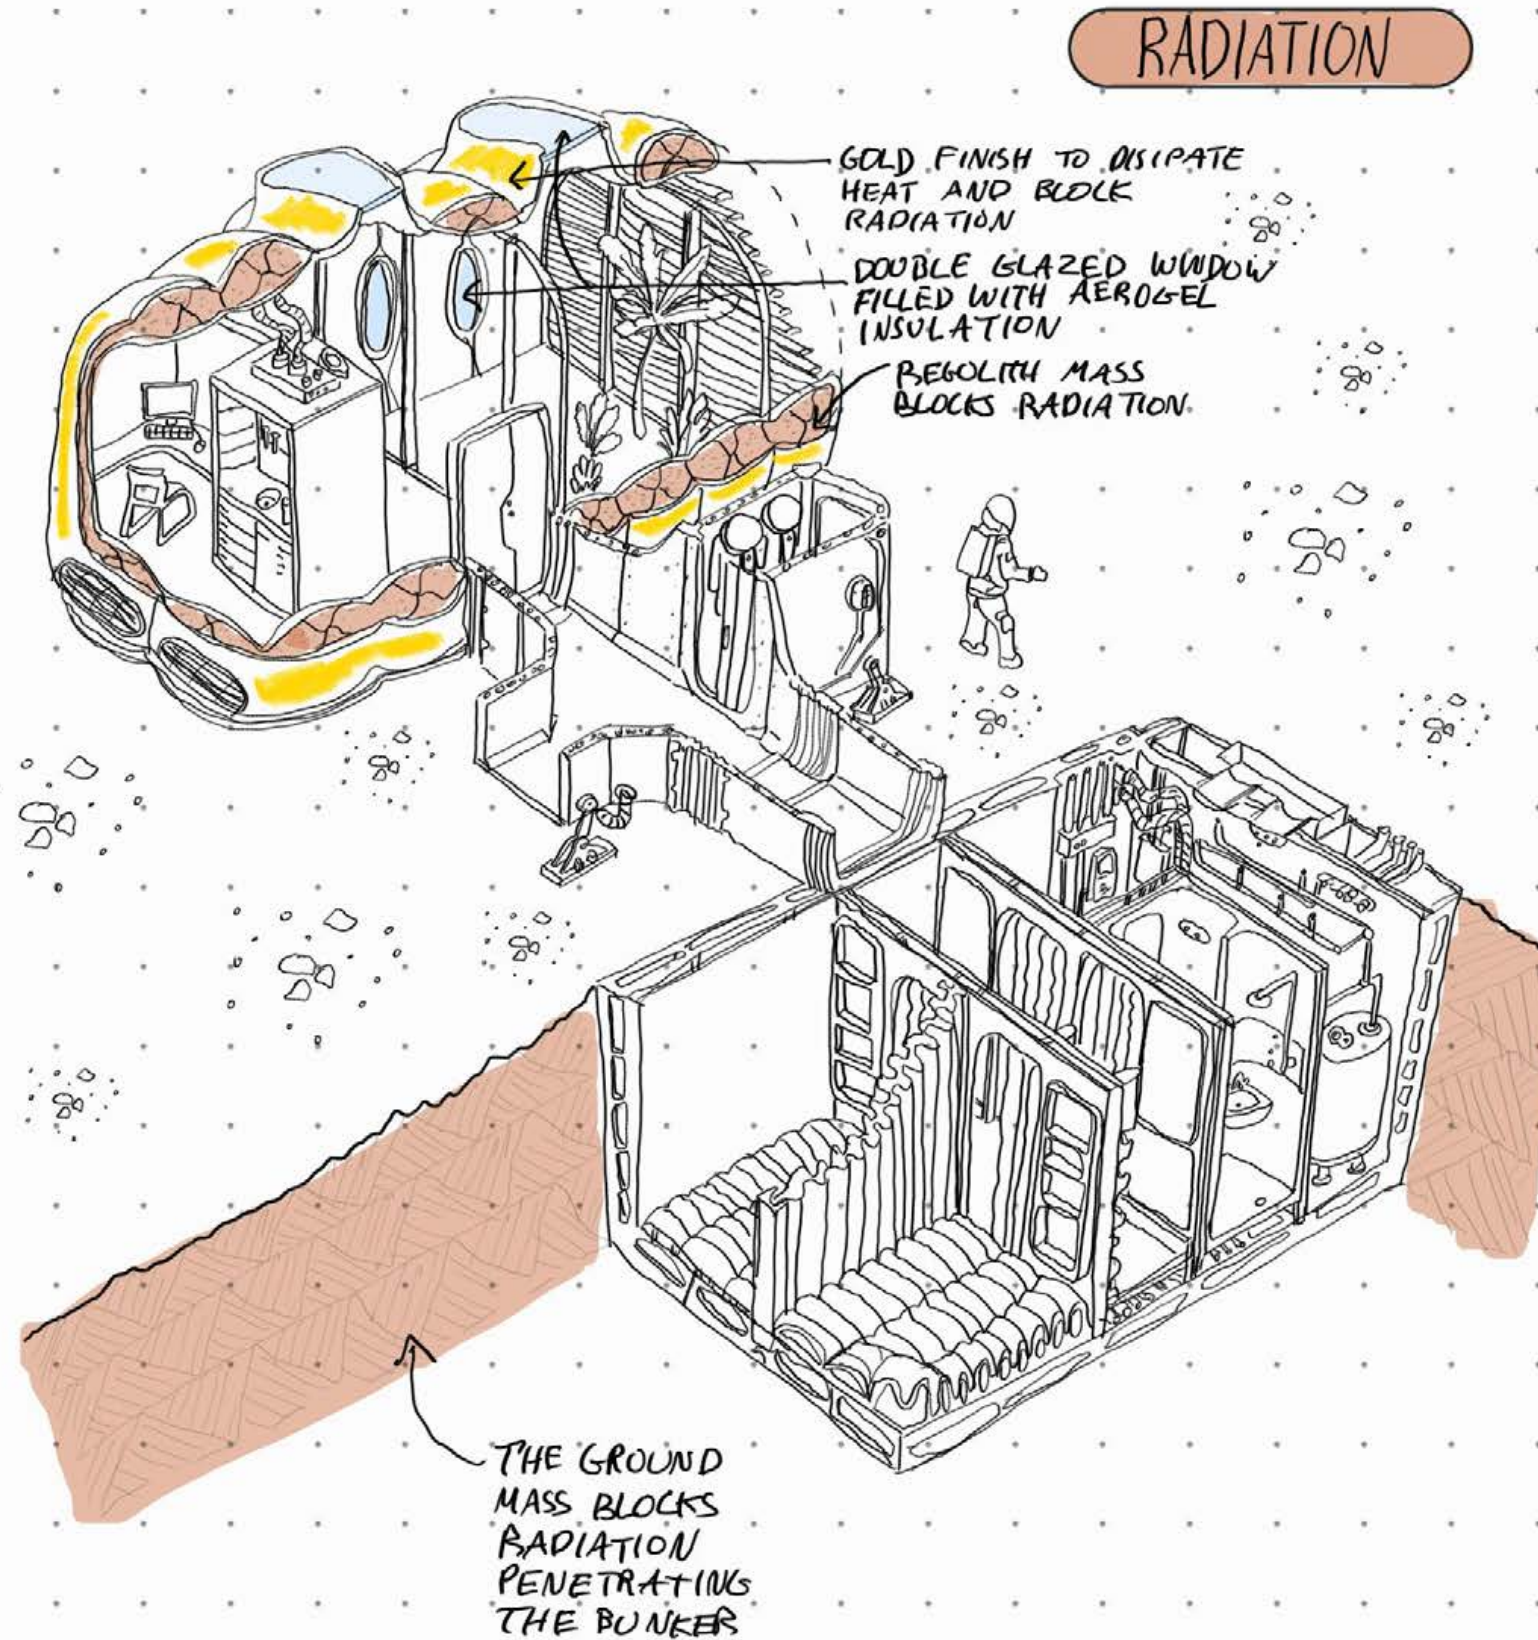 RADIATION
GOLD FINISH TO DISIPATE
HEAT AND BLOCK
RADIATION
DOUBLE GLAZED WINDOW
FILLED WITH AEROGEL
INSULATION
REGOLITH MASS
BLOCKS RADIATION
THE GROUND
MASS BLOCKS
RADIATION
PENETRATING
THE BUNKER